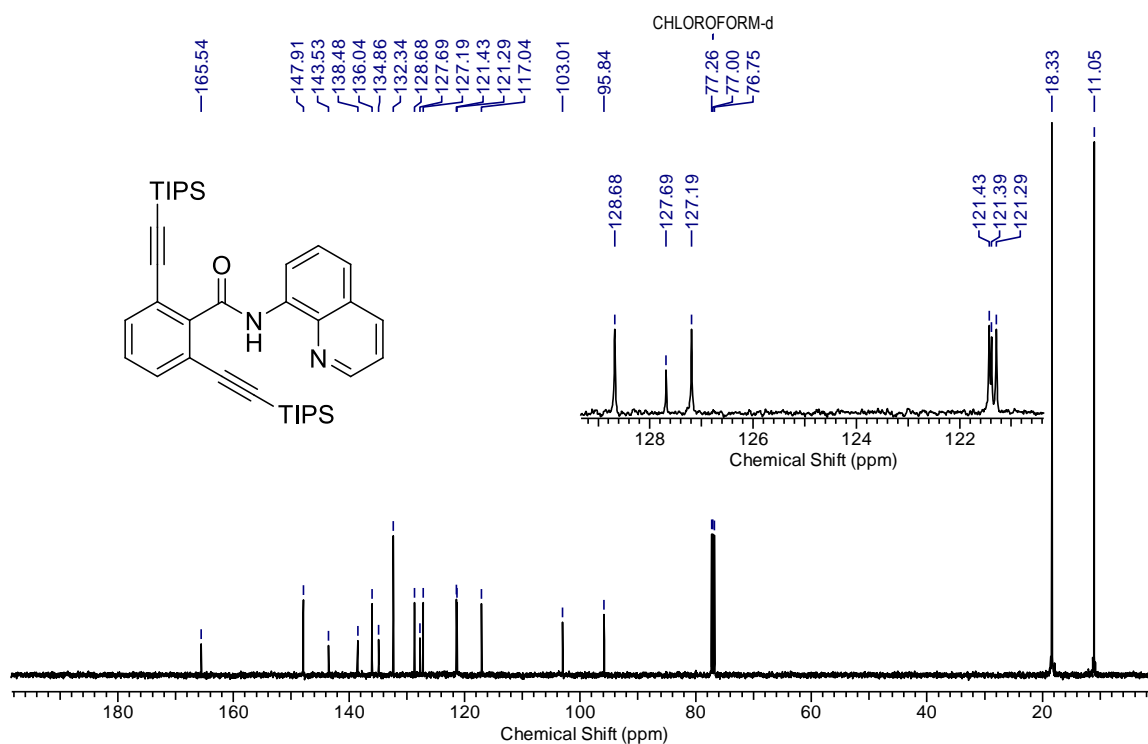 CHLOROFORM-d
165.54
147.91
143.53
138.48
136.04
134.86
132.34
128.68
127.69
127.19
121.43
121.29
117.04
103.01
95.84
77.26
77.00
76.75
18.33
11.05
TIPS
O
N
H
N
TIPS
128.68
127.69
127.19
121.43
121.39
121.29
128 126 124 122
Chemical Shift (ppm)
180 160 140 120 100 80 60 40 20
Chemical Shift (ppm)